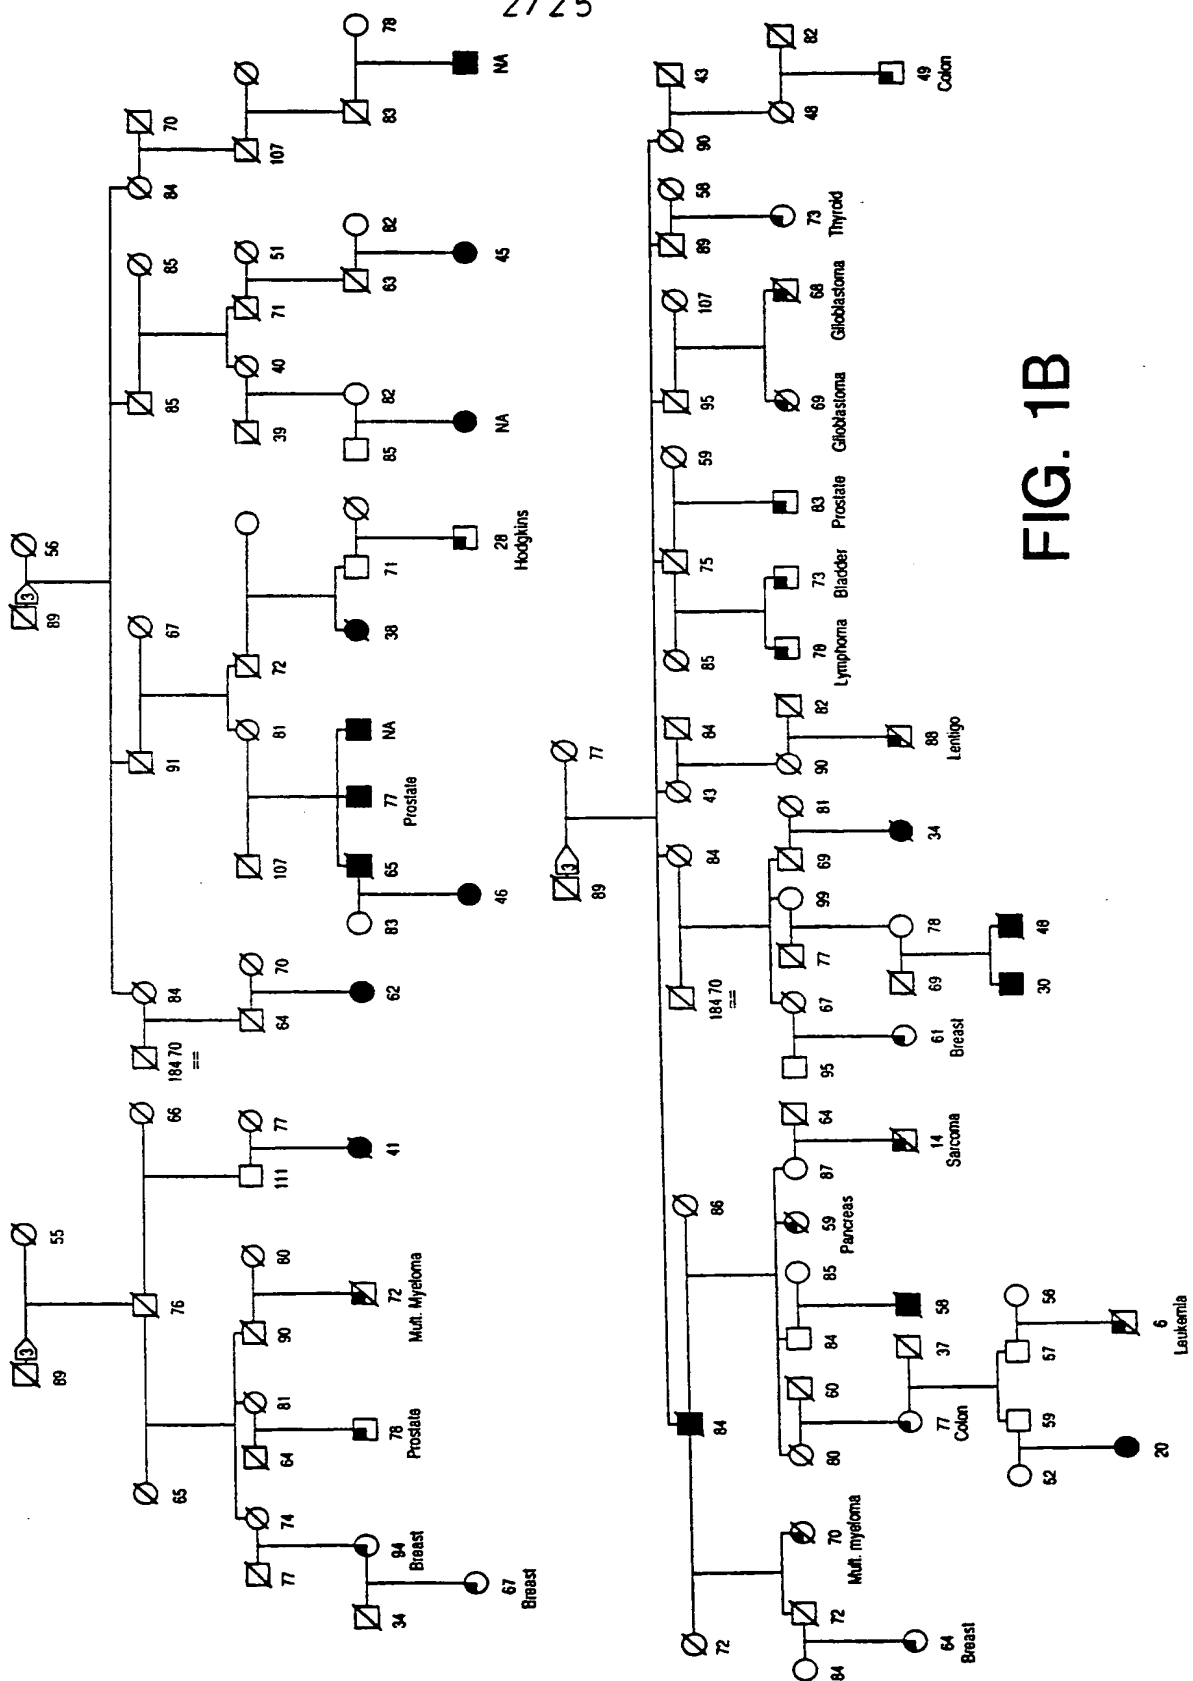 2/25
89 55 89 56
65 76 66 184 70 84 91 67 85 85 84 70
==
77 74 64 81 90 80 111 77 64 70 107 81 72 39 40 71 51 107
34 94 78 72 41 62 83 65 77 NA 38 71 85 82 63 82 83 78
Breast Prostate Mult. Myeloma Prostate
67 46 28 NA 45 NA
Breast Hodgkins
89 77
72 84 86 184 70 84 43 84 85 75 59 95 107 89 58 90 43
==
84 72 70 80 60 84 85 59 87 64 95 67 77 99 69 81 90 82 78 73 83 69 68 73 48 82
Mult. myeloma Pancreas Lymphoma Bladder Prostate Glioblastoma Glioblastoma Thyroid
64 77 37 58 14 61 69 78 34 88 49
Breast Colon Sarcoma Breast Lentigo Colon
52 59 57 56 30 48
20 6
Leukemia
3 3
3
FIG. 1B